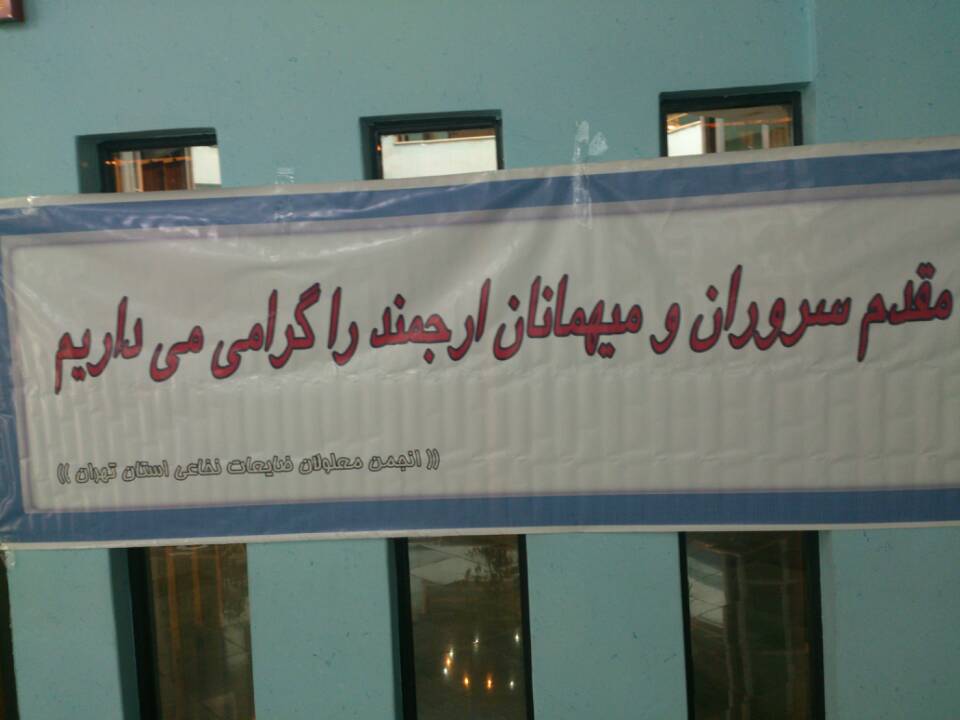 مقدم سروران و میهمانان ارجمند را گرامی می داریم
(( انجمن معلولان ضایعات نخاعی استان تهران ))